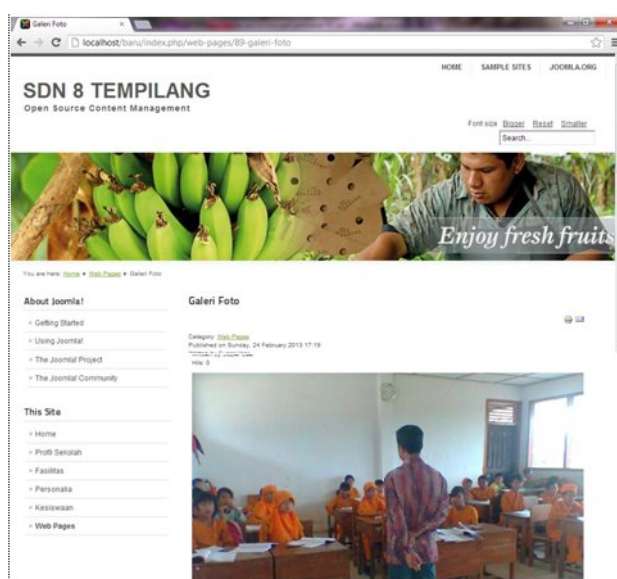 Galeri Foto
localhost/baru/index.php/web-pages/89-galeri-foto
HOME SAMPLE SITES JOOMLA.ORG
SDN 8 TEMPILANG
Open Source Content Management
Font size Bigger Reset Smaller
Search...
Enjoy fresh fruits
You are here: Home Web Pages Galeri Foto
About Joomla!
Getting Started
Using Joomla!
The Joomla! Project
The Joomla! Community
This Site
Home
Profil Sekolah
Fasilitas
Personalia
Kesiswaan
Web Pages
Galeri Foto
Category: Web Pages
Published on Sunday, 24 February 2013 17:19
Written by Super User
Hits: 0